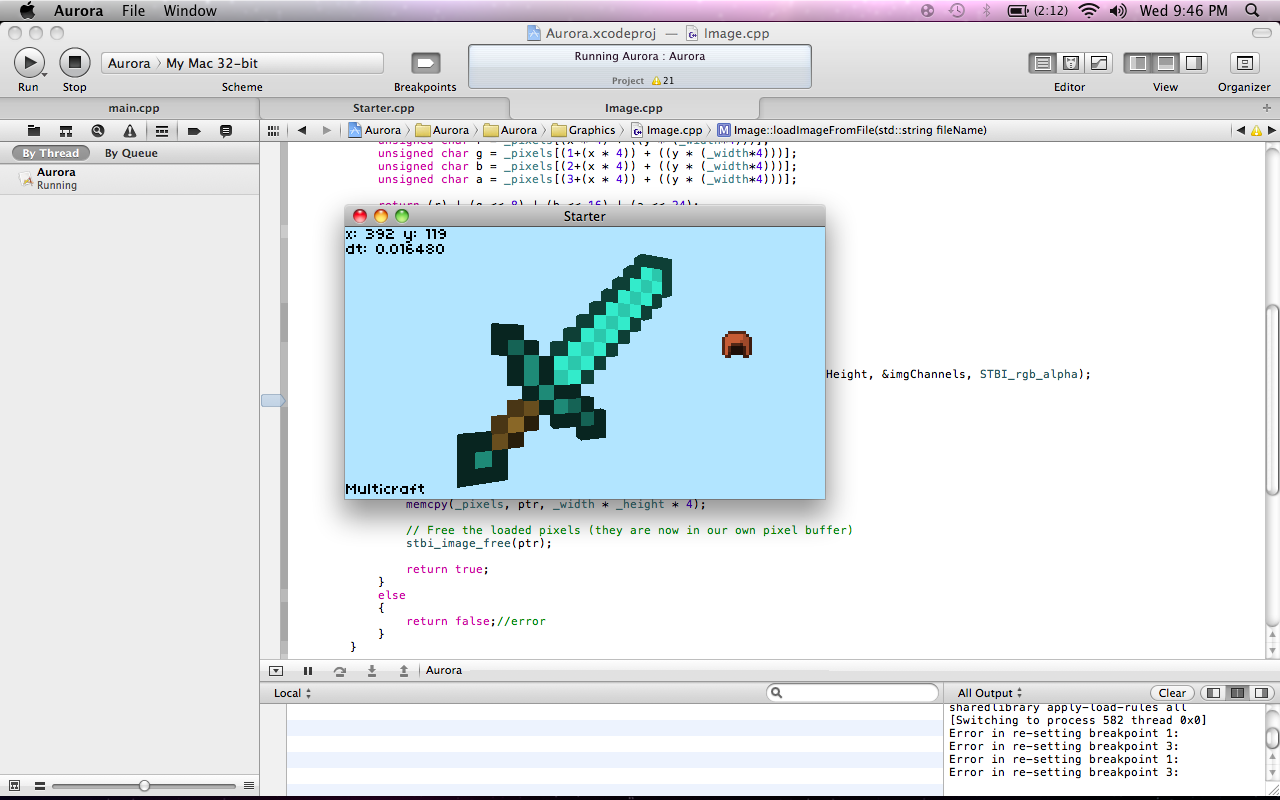 Aurora File Window (2:12) Wed 9:46 PM
Aurora.xcodeproj — Image.cpp
Run Stop Aurora 〉 My Mac 32-bit Scheme Breakpoints
Running Aurora : Aurora
Project 21
Editor View Organizer
main.cpp Starter.cpp Image.cpp
Aurora 〉 Aurora 〉 Aurora 〉 Graphics 〉 Image.cpp 〉 M Image::loadImageFromFile(std::string fileName)
By Thread By Queue
Aurora
Running
unsigned char g = _pixels[(1+(x * 4)) + ((y * (_width*4)))];
unsigned char b = _pixels[(2+(x * 4)) + ((y * (_width*4)))];
unsigned char a = _pixels[(3+(x * 4)) + ((y * (_width*4)))];
Starter
x: 392 y: 119
dt: 0.016480
Height, &imgChannels, STBI_rgb_alpha);
Multicraft
memcpy(_pixels, ptr, _width * _height * 4);
// Free the loaded pixels (they are now in our own pixel buffer)
stbi_image_free(ptr);
return true;
}
else
{
return false;//error
}
}
Aurora
Local All Output Clear
sharedlibrary apply-load-rules all
[Switching to process 582 thread 0x0]
Error in re-setting breakpoint 1:
Error in re-setting breakpoint 3:
Error in re-setting breakpoint 1:
Error in re-setting breakpoint 3: